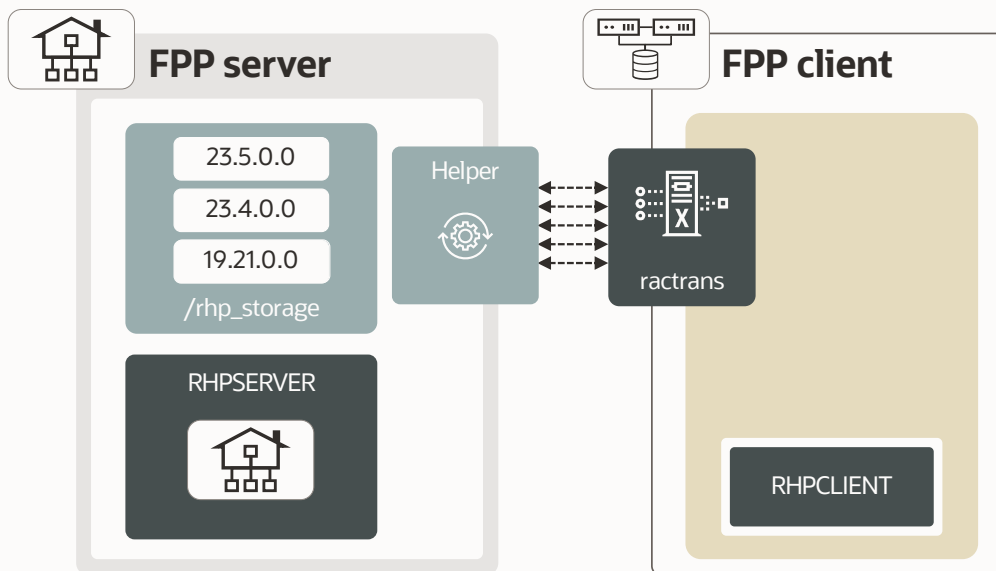 FPP server
23.5.0.0
23.4.0.0
19.21.0.0
/rhp_storage
RHPSERVER
Helper
FPP client
X
ractrans
RHPCLIENT